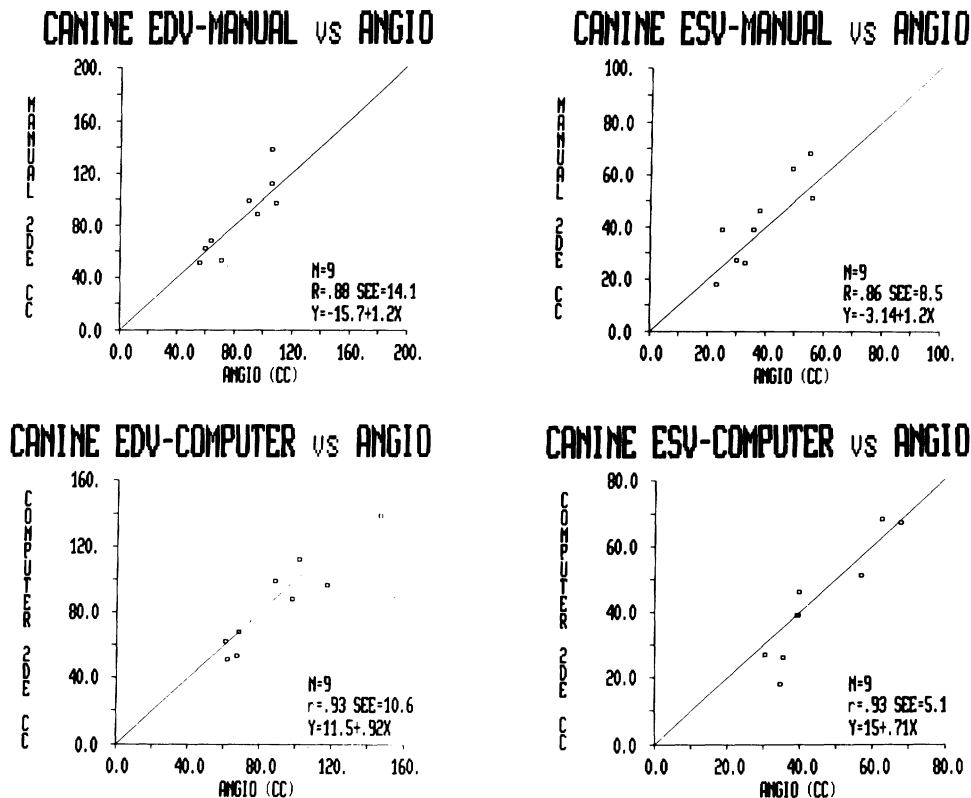 CANINE EDV-MANUAL vs ANGIO
MANUAL 2DE CC
200.
160.
120.
80.0
40.0
0.0
N=9
R=.88 SEE=14.1
Y=-15.7+1.2X
0.0 40.0 80.0 120. 160. 200.
ANGIO (CC)
CANINE ESV-MANUAL vs ANGIO
MANUAL 2DE CC
100.
80.0
60.0
40.0
20.0
0.0
N=9
R=.86 SEE=8.5
Y=-3.14+1.2X
0.0 20.0 40.0 60.0 80.0 100.
ANGIO (CC)
CANINE EDV-COMPUTER vs ANGIO
COMPUTER 2DE CC
160.
120.
80.0
40.0
0.0
N=9
r=.93 SEE=10.6
Y=11.5+.92X
0.0 40.0 80.0 120. 160.
ANGIO (CC)
CANINE ESV-COMPUTER vs ANGIO
COMPUTER 2DE CC
80.0
60.0
40.0
20.0
0.0
N=9
r=.93 SEE=5.1
Y=15+.71X
0.0 20.0 40.0 60.0 80.0
ANGIO (CC)